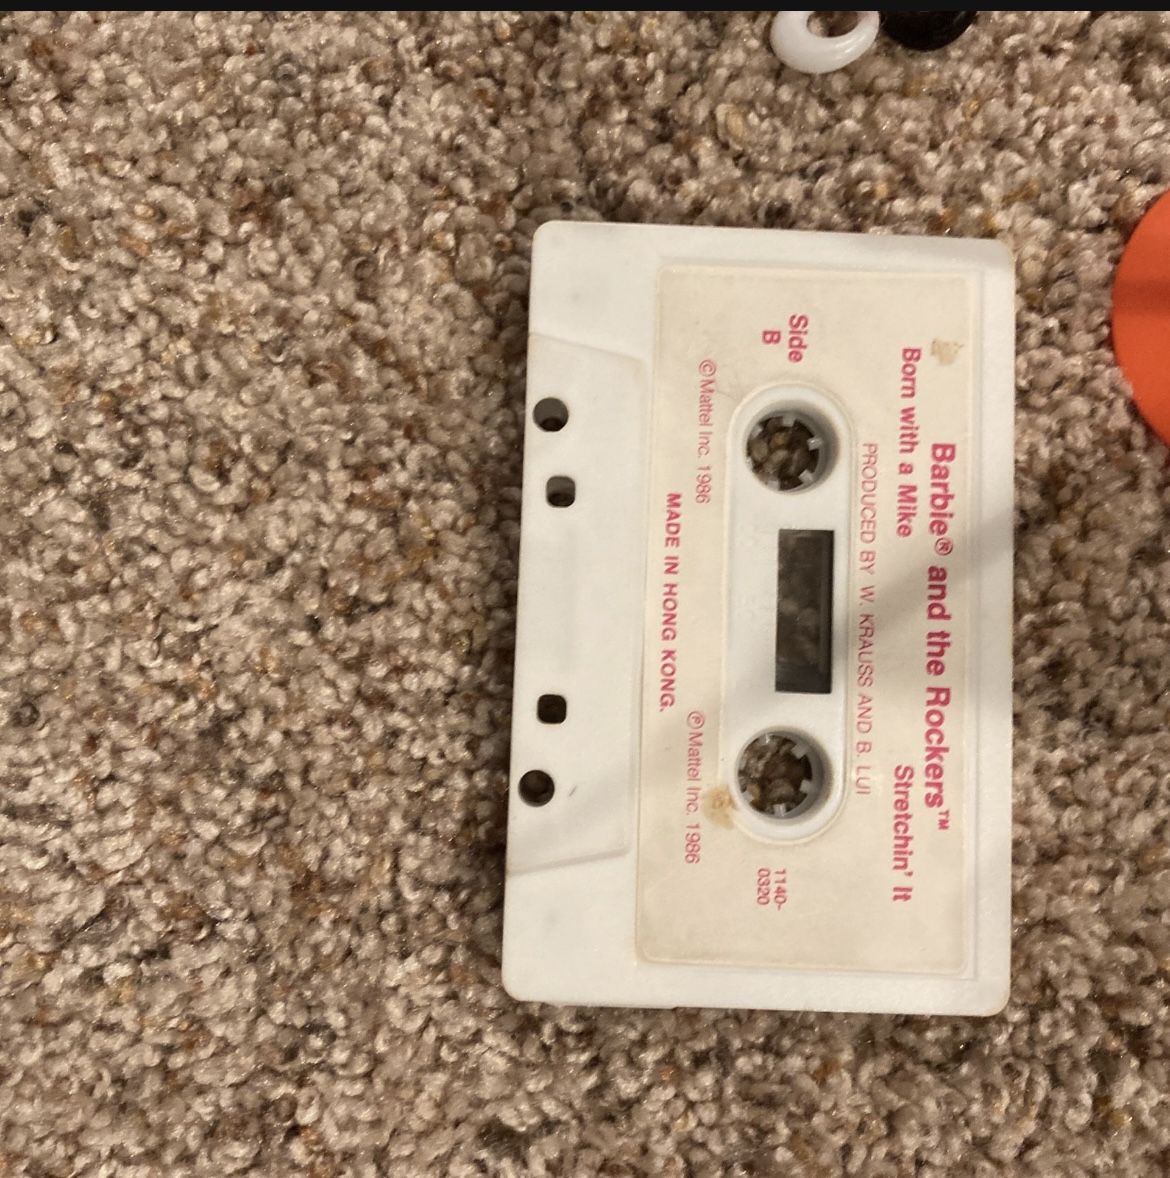 Barbie® and the Rockers™
Born with a Mike
Stretchin' It
PRODUCED BY W. KRAUSS AND B. LUI
Side
B
1140-
0320
©Mattel Inc. 1986
℗Mattel Inc. 1986
MADE IN HONG KONG.